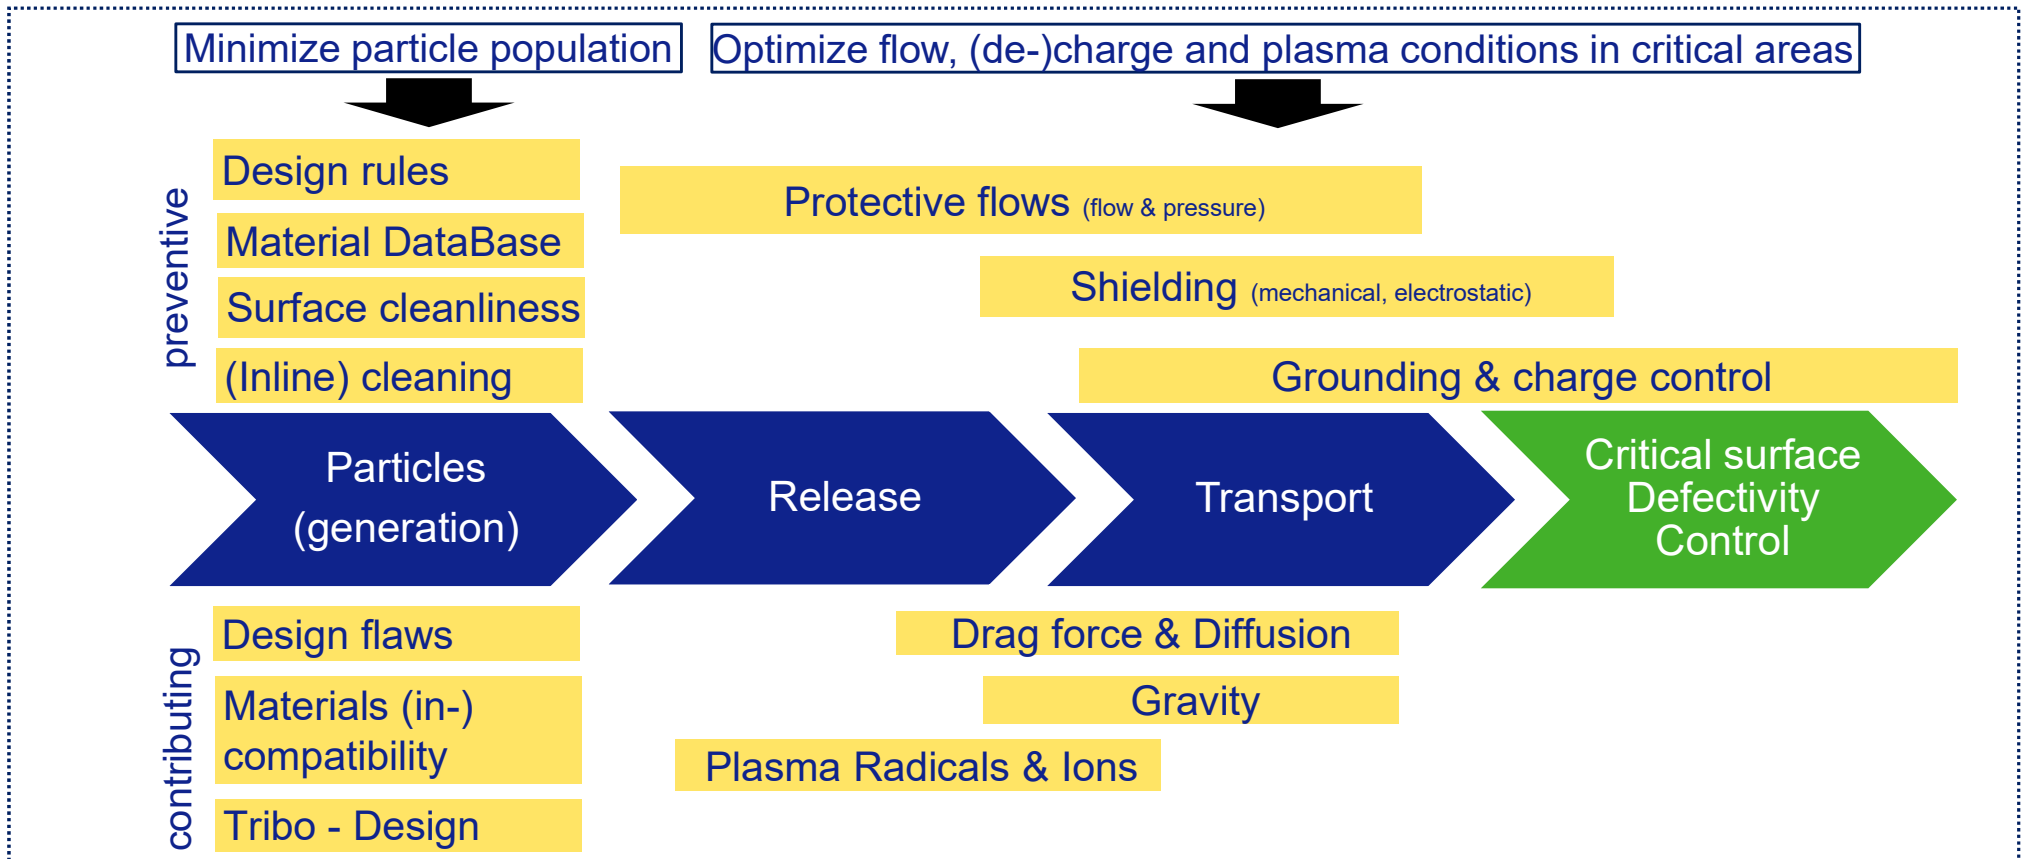 Minimize particle population
Optimize flow, (de-)charge and plasma conditions in critical areas
preventive
Design rules
Material DataBase
Surface cleanliness
(Inline) cleaning
Protective flows (flow & pressure)
Shielding (mechanical, electrostatic)
Grounding & charge control
Particles
(generation)
Release
Transport
Critical surface
Defectivity
Control
contributing
Design flaws
Materials (in-)
compatibility
Tribo - Design
Drag force & Diffusion
Gravity
Plasma Radicals & Ions